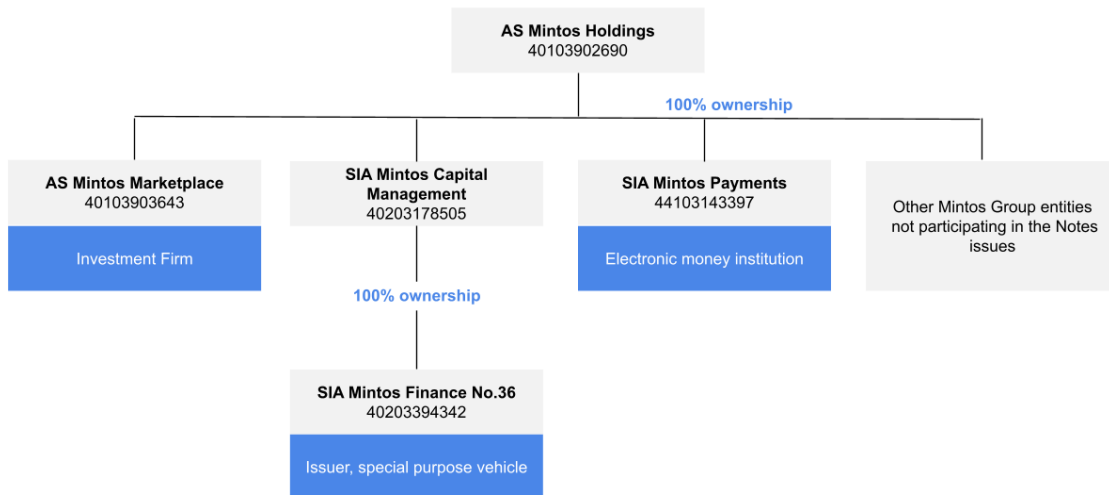 AS Mintos Holdings
40103902690
100% ownership
AS Mintos Marketplace
40103903643
Investment Firm
SIA Mintos Capital
Management
40203178505
SIA Mintos Payments
44103143397
Electronic money institution
Other Mintos Group entities
not participating in the Notes
issues
100% ownership
SIA Mintos Finance No.36
40203394342
Issuer, special purpose vehicle